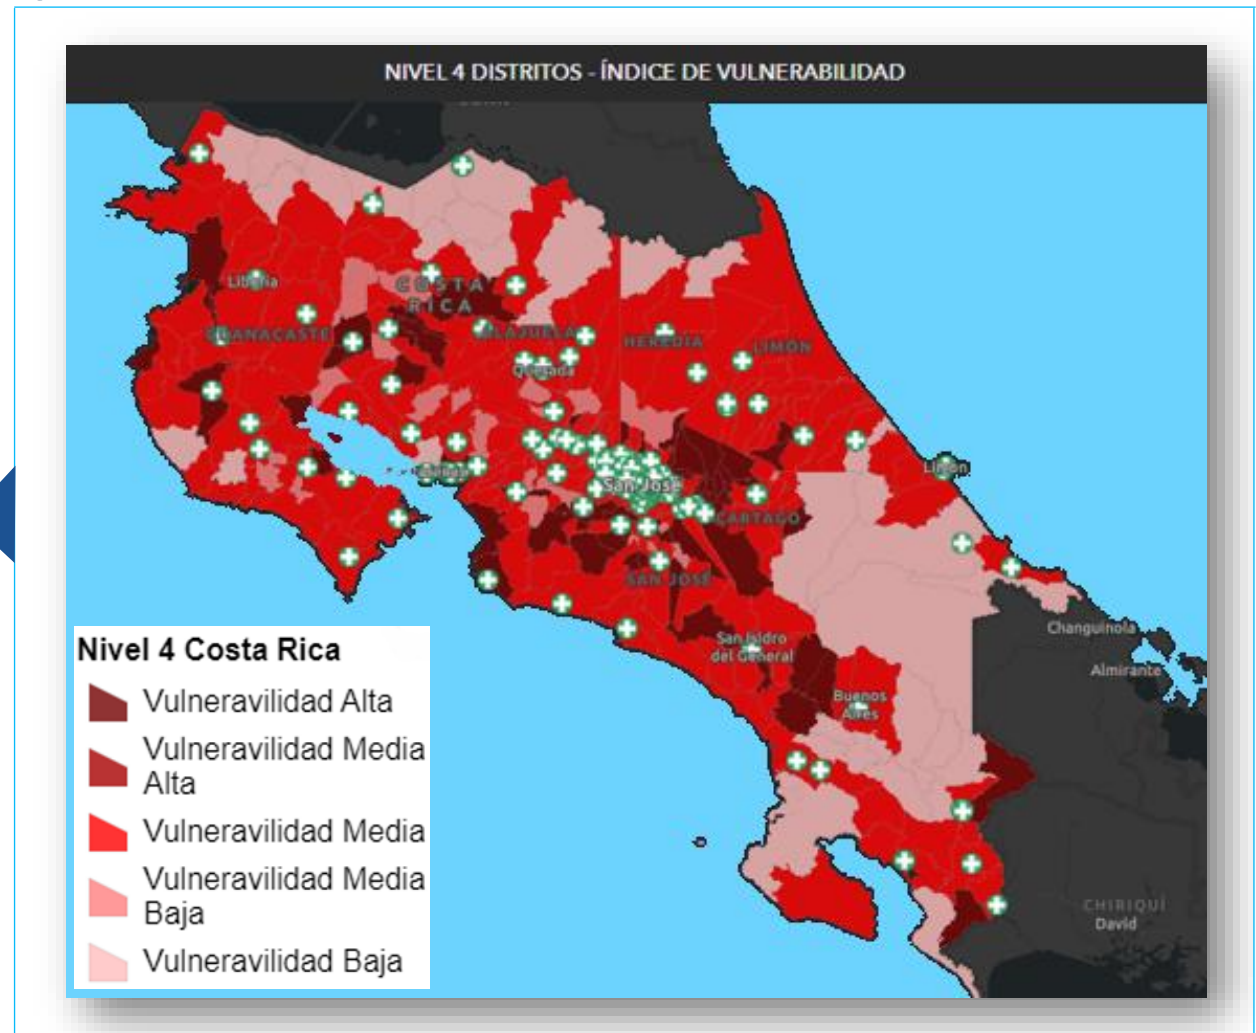 NIVEL 4 DISTRITOS - ÍNDICE DE VULNERABILIDAD
Liberia
COSTA
RICA
GUANACASTE
ALAJUELA
HEREDIA
LIMÓN
Quesada
Limón
San José
CARTAGO
SAN JOSÉ
San Isidro
del General
Buenos
Aires
Changuinola
Almirante
CHIRIQUÍ
David
Nivel 4 Costa Rica
Vulneravilidad Alta
Vulneravilidad Media
Alta
Vulneravilidad Media
Vulneravilidad Media
Baja
Vulneravilidad Baja